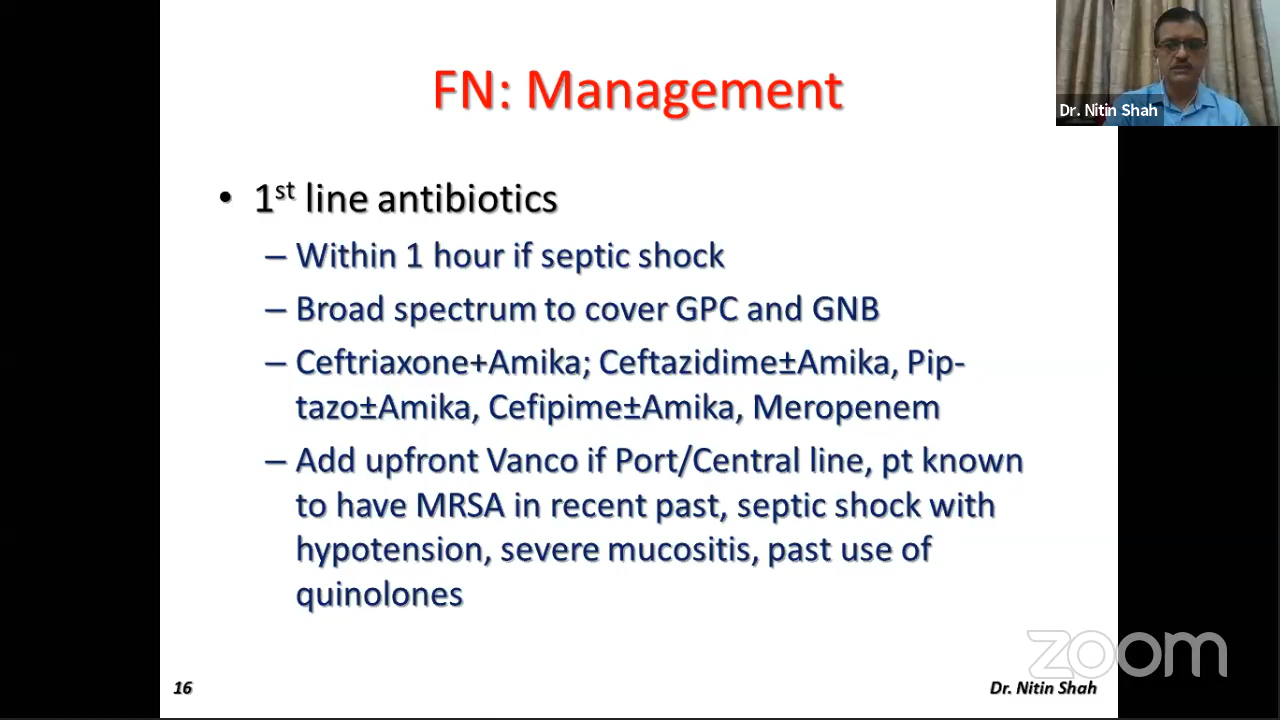 FN: Management
Dr. Nitin Shah
• 1st line antibiotics
– Within 1 hour if septic shock
– Broad spectrum to cover GPC and GNB
– Ceftriaxone+Amika; Ceftazidime±Amika, Pip-
tazo±Amika, Cefipime±Amika, Meropenem
– Add upfront Vanco if Port/Central line, pt known
to have MRSA in recent past, septic shock with
hypotension, severe mucositis, past use of
quinolones
zoom
16
Dr. Nitin Shah